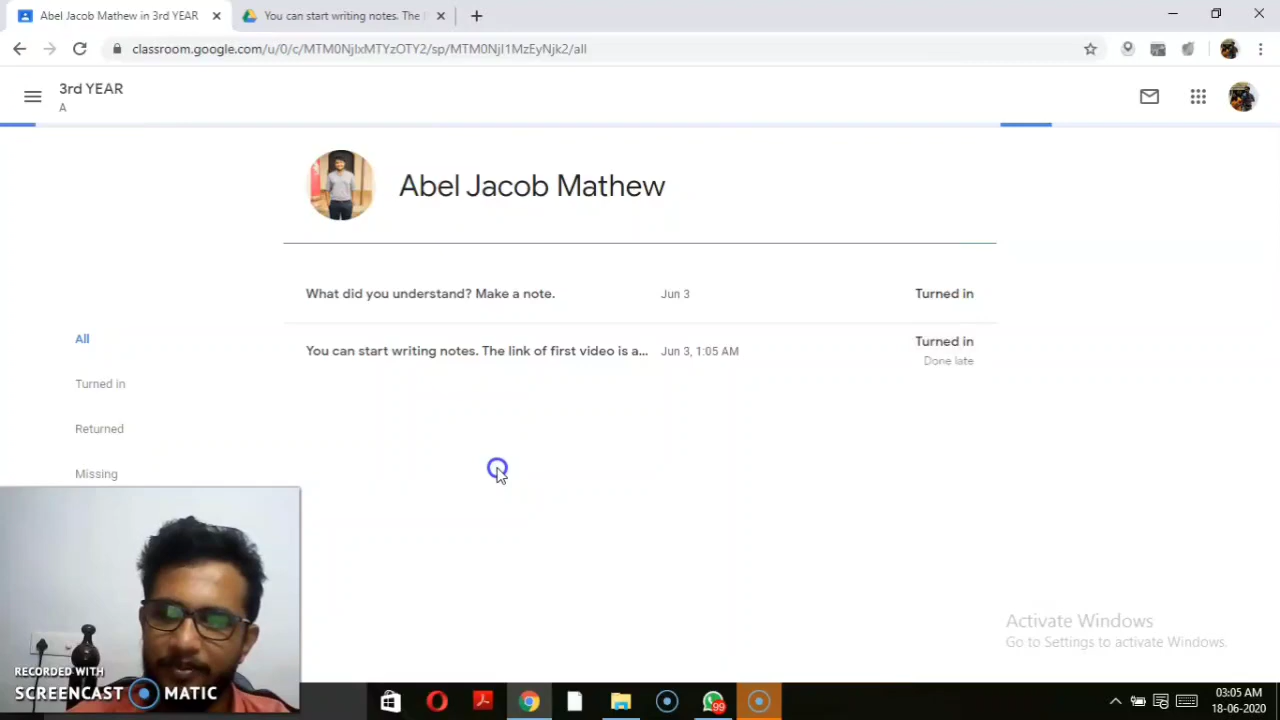 Abel Jacob Mathew in 3rd YEAR
You can start writing notes. The l
classroom.google.com/u/0/c/MTM0NjIxMTYzOTY2/sp/MTM0NjI1MzEyNjk2/all
3rd YEAR
A
Abel Jacob Mathew
What did you understand? Make a note. Jun 3 Turned in
You can start writing notes. The link of first video is a... Jun 3, 1:05 AM Turned in
Done late
All
Turned in
Returned
Missing
Activate Windows
Go to Settings to activate Windows.
RECORDED WITH
SCREENCAST MATIC
99
03:05 AM
18-06-2020